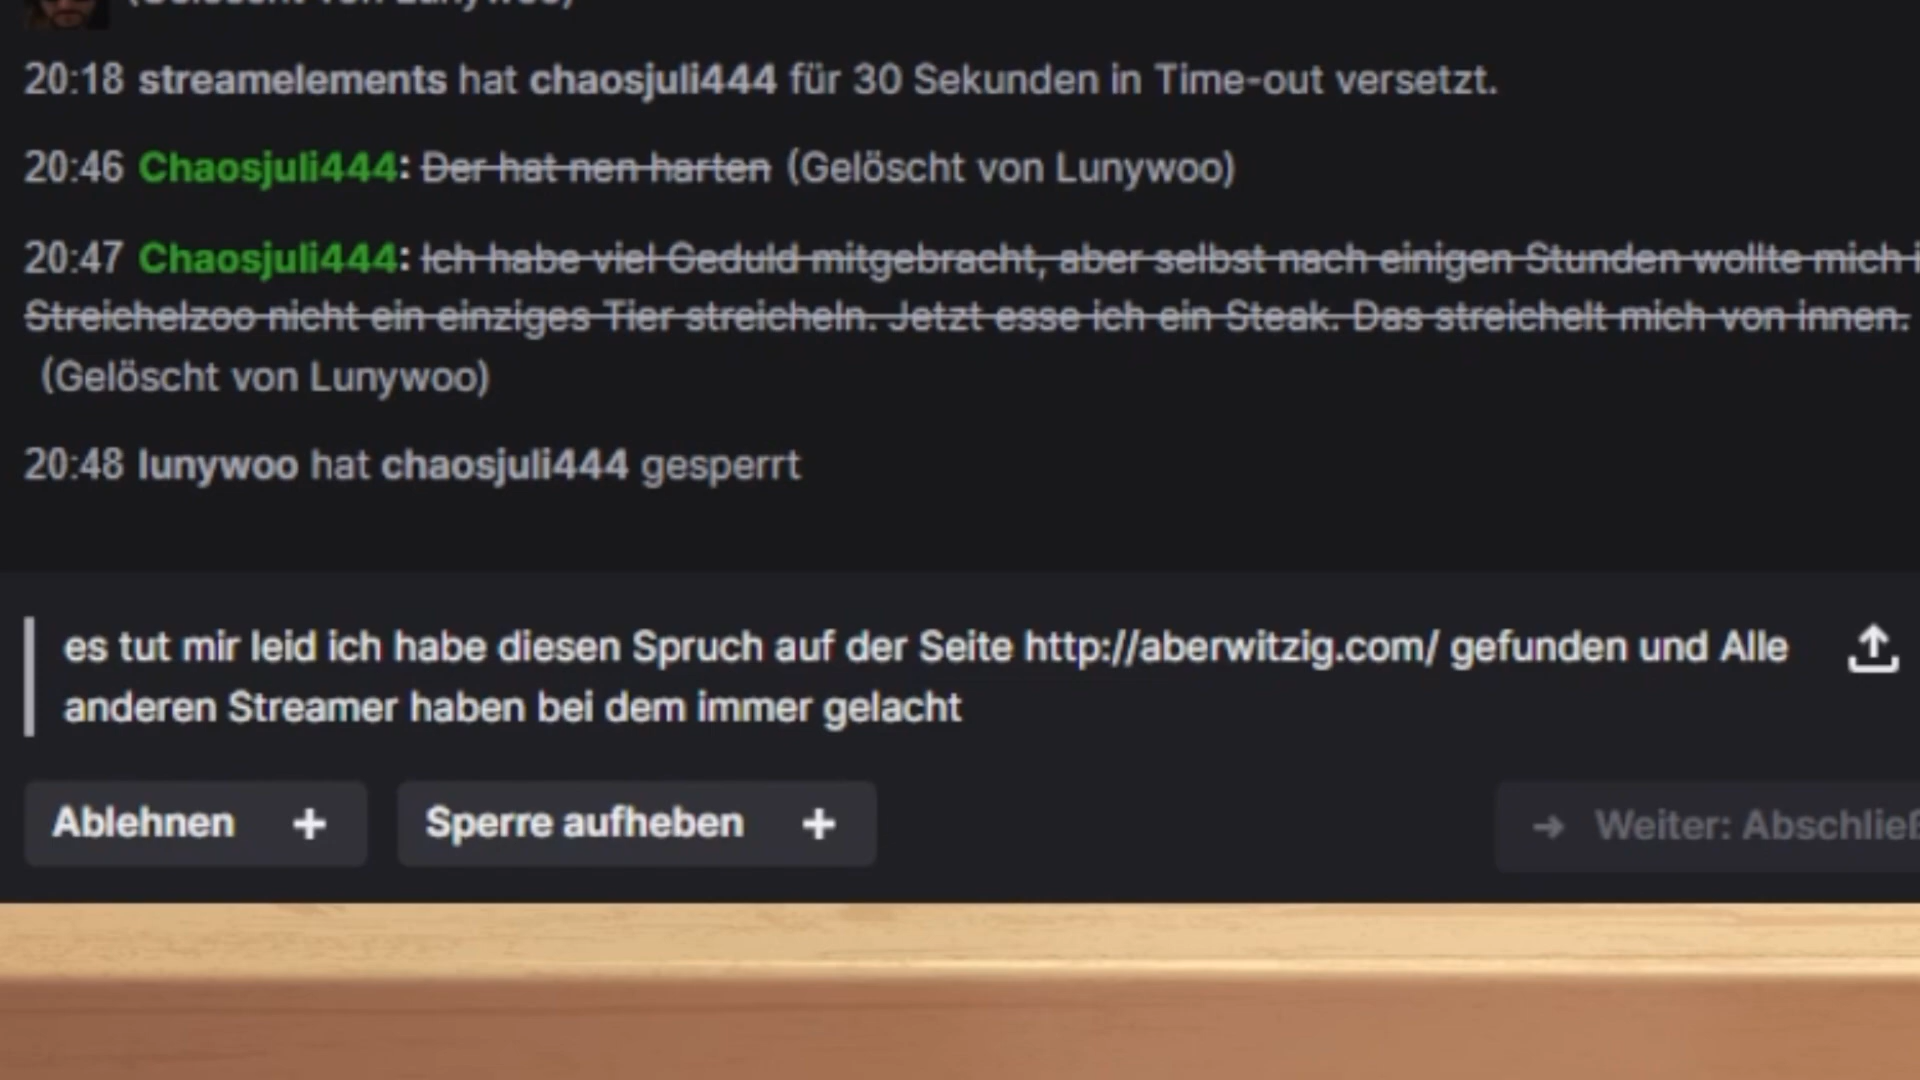 (Gelöscht von Lunywoo)
20:18 streamelements hat chaosjuli444 für 30 Sekunden in Time-out versetzt.
20:46 Chaosjuli444: Der hat nen harten (Gelöscht von Lunywoo)
20:47 Chaosjuli444: Ich habe viel Geduld mitgebracht, aber selbst nach einigen Stunden wollte mich
Streichelzoo nicht ein einziges Tier streicheln. Jetzt esse ich ein Steak. Das streichelt mich von innen.
(Gelöscht von Lunywoo)
20:48 lunywoo hat chaosjuli444 gesperrt
es tut mir leid ich habe diesen Spruch auf der Seite http://aberwitzig.com/ gefunden und Alle
anderen Streamer haben bei dem immer gelacht
Ablehnen + Sperre aufheben + → Weiter: Abschließ